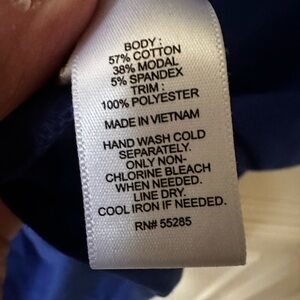 BODY :
57% COTTON
38% MODAL
5% SPANDEX
TRIM :
100% POLYESTER
MADE IN VIETNAM
HAND WASH COLD
SEPARATELY.
ONLY NON-
CHLORINE BLEACH
WHEN NEEDED.
LINE DRY.
COOL IRON IF NEEDED.
RN# 55285